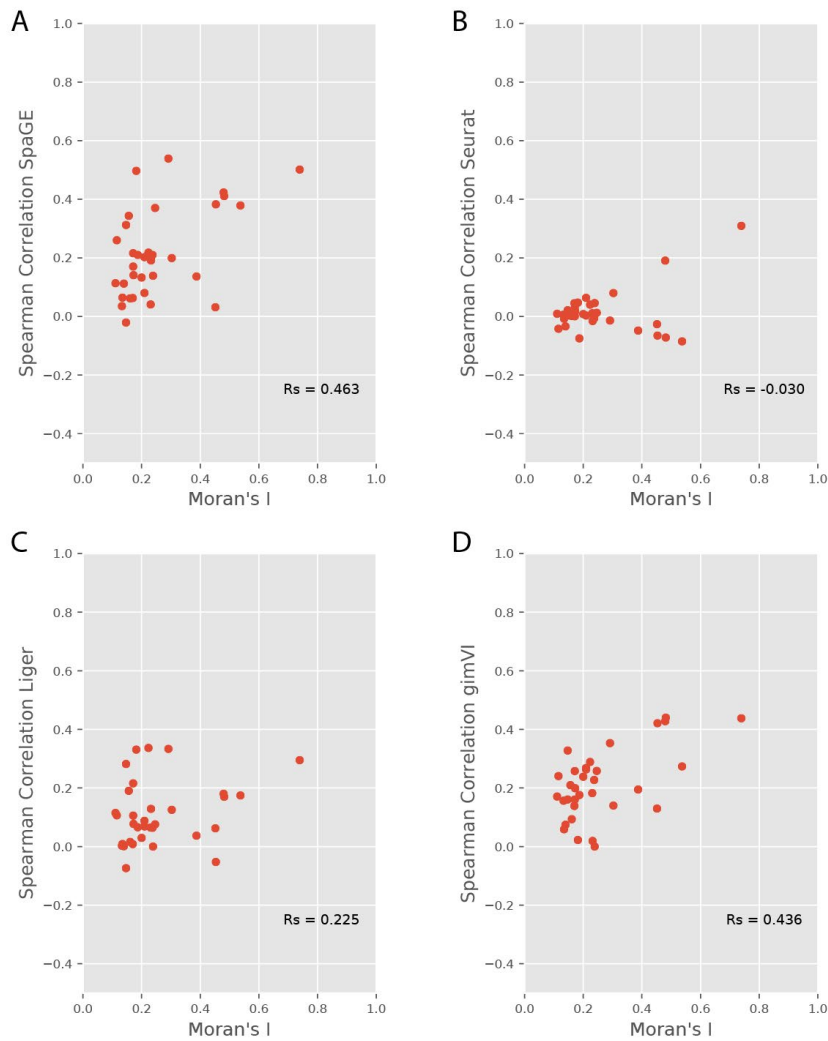 A
1.0
0.8
0.6
0.4
0.2
0.0
−0.2
−0.4
Spearman Correlation SpaGE
Rs = 0.463
0.0 0.2 0.4 0.6 0.8 1.0
Moran's I
B
1.0
0.8
0.6
0.4
0.2
0.0
−0.2
−0.4
Spearman Correlation Seurat
Rs = -0.030
0.0 0.2 0.4 0.6 0.8 1.0
Moran's I
C
1.0
0.8
0.6
0.4
0.2
0.0
−0.2
−0.4
Spearman Correlation Liger
Rs = 0.225
0.0 0.2 0.4 0.6 0.8 1.0
Moran's I
D
1.0
0.8
0.6
0.4
0.2
0.0
−0.2
−0.4
Spearman Correlation gimVI
Rs = 0.436
0.0 0.2 0.4 0.6 0.8 1.0
Moran's I